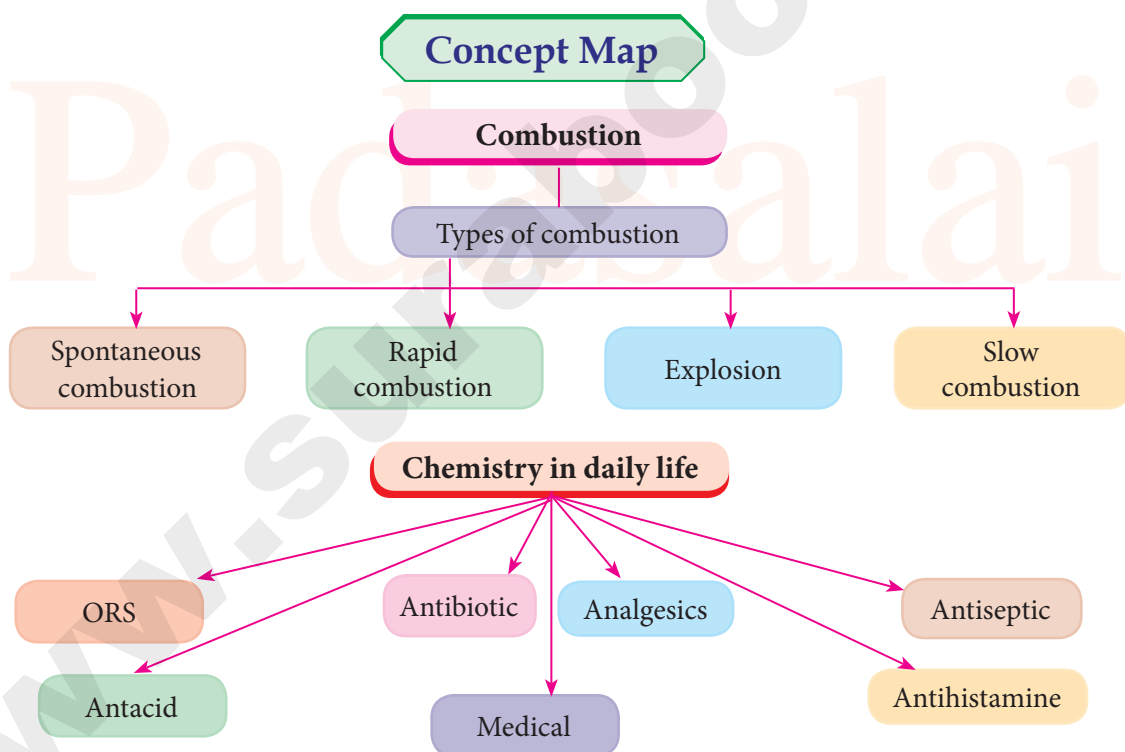 Concept Map
Combustion
Types of combustion
Spontaneous
combustion
Rapid
combustion
Explosion
Slow
combustion
Chemistry in daily life
ORS
Antibiotic
Analgesics
Antiseptic
Antacid
Medical
Antihistamine
Padasalai